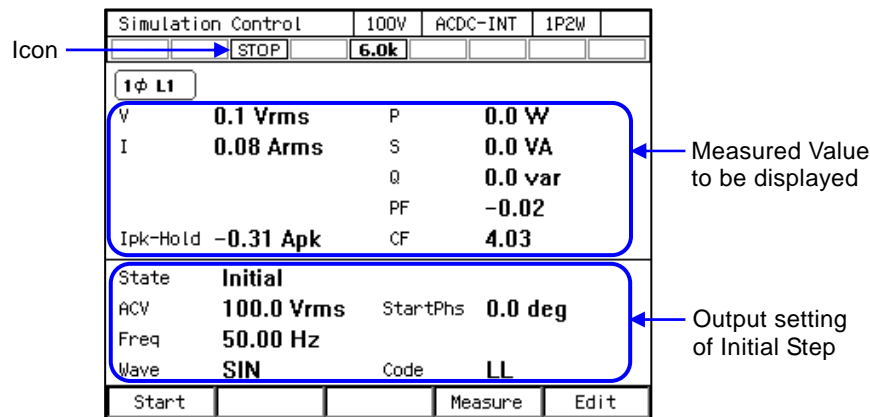 Simulation Control 100V ACDC-INT 1P2W
Icon STOP 6.0k
1ϕ L1
V 0.1 Vrms P 0.0 W
I 0.08 Arms S 0.0 VA
Measured Value
to be displayed
Q 0.0 var
PF -0.02
Ipk-Hold -0.31 Apk CF 4.03
State Initial
ACV 100.0 Vrms StartPhs 0.0 deg
Output setting
of Initial Step
Freq 50.00 Hz
Wave SIN Code LL
Start Measure Edit